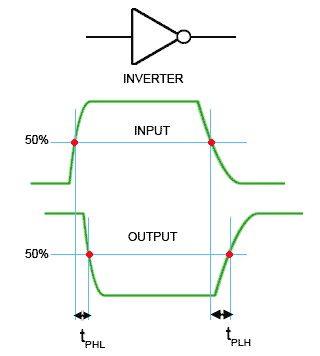 INVERTER
50%
INPUT
50%
OUTPUT
tPHL
tPLH